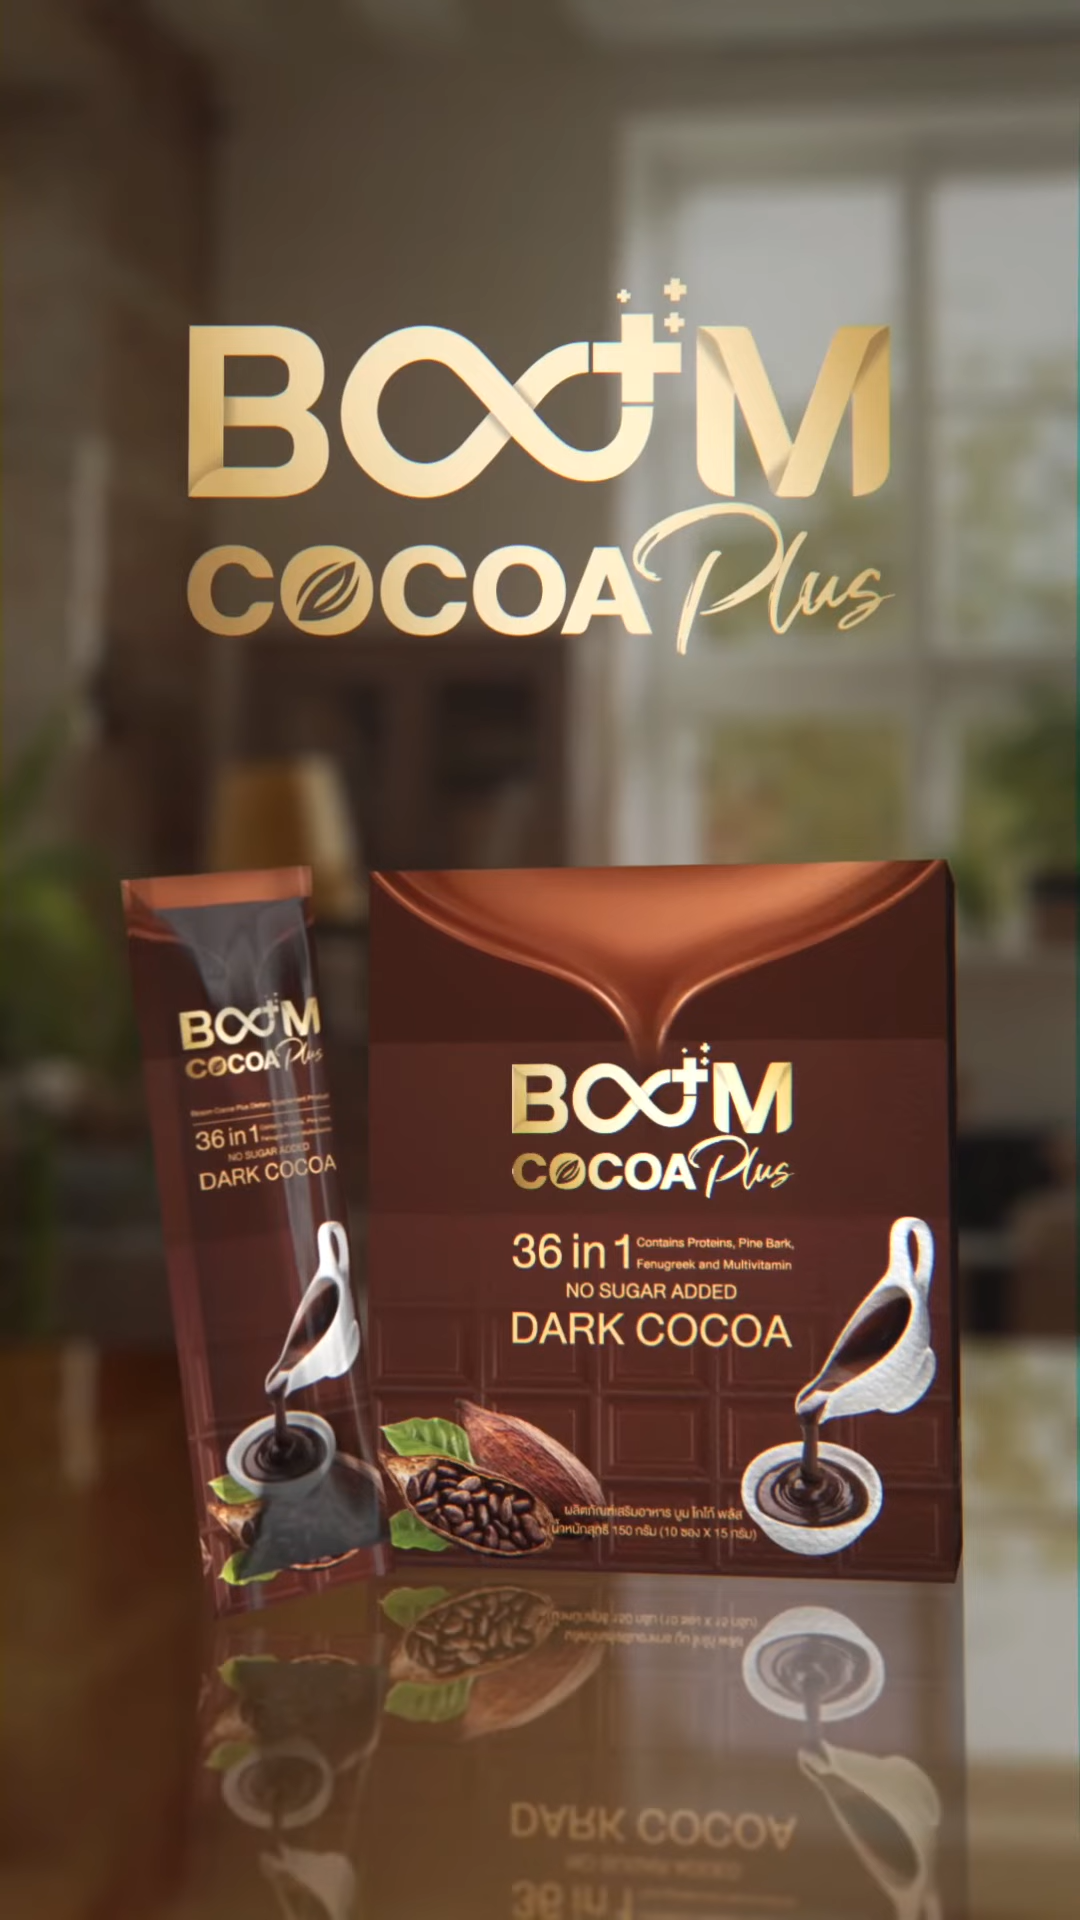 BOOM
COCOA Plus
BOOM
COCOA Plus
36 in 1
NO SUGAR ADDED
DARK COCOA
BOOM
COCOA Plus
36 in 1 Contains Proteins, Pine Bark,
Fenugreek and Multivitamin
NO SUGAR ADDED
DARK COCOA
ผลิตภัณฑ์เสริมอาหาร บูม โกโก้ พลัส
น้ำหนักสุทธิ 150 กรัม (10 ซอง X 15 กรัม)